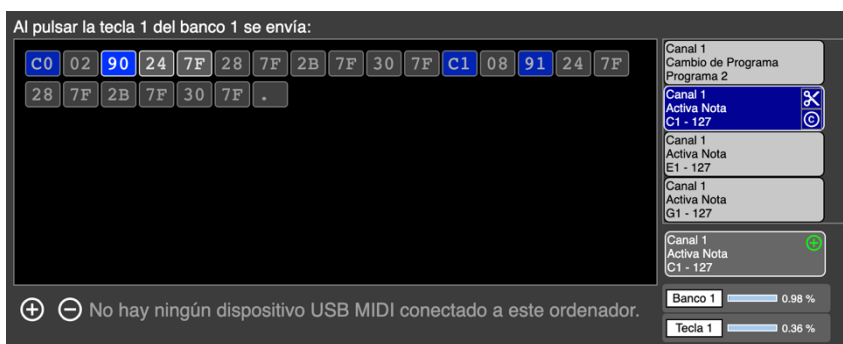 Al pulsar la tecla 1 del banco 1 se envía:
C0 02 90 24 7F 28 7F 2B 7F 30 7F C1 08 91 24 7F
28 7F 2B 7F 30 7F .
Canal 1
Cambio de Programa
Programa 2
Canal 1
Activa Nota
C1 - 127
Canal 1
Activa Nota
E1 - 127
Canal 1
Activa Nota
G1 - 127
Canal 1
Activa Nota
C1 - 127
No hay ningún dispositivo USB MIDI conectado a este ordenador.
Banco 1 0.98 %
Tecla 1 0.36 %